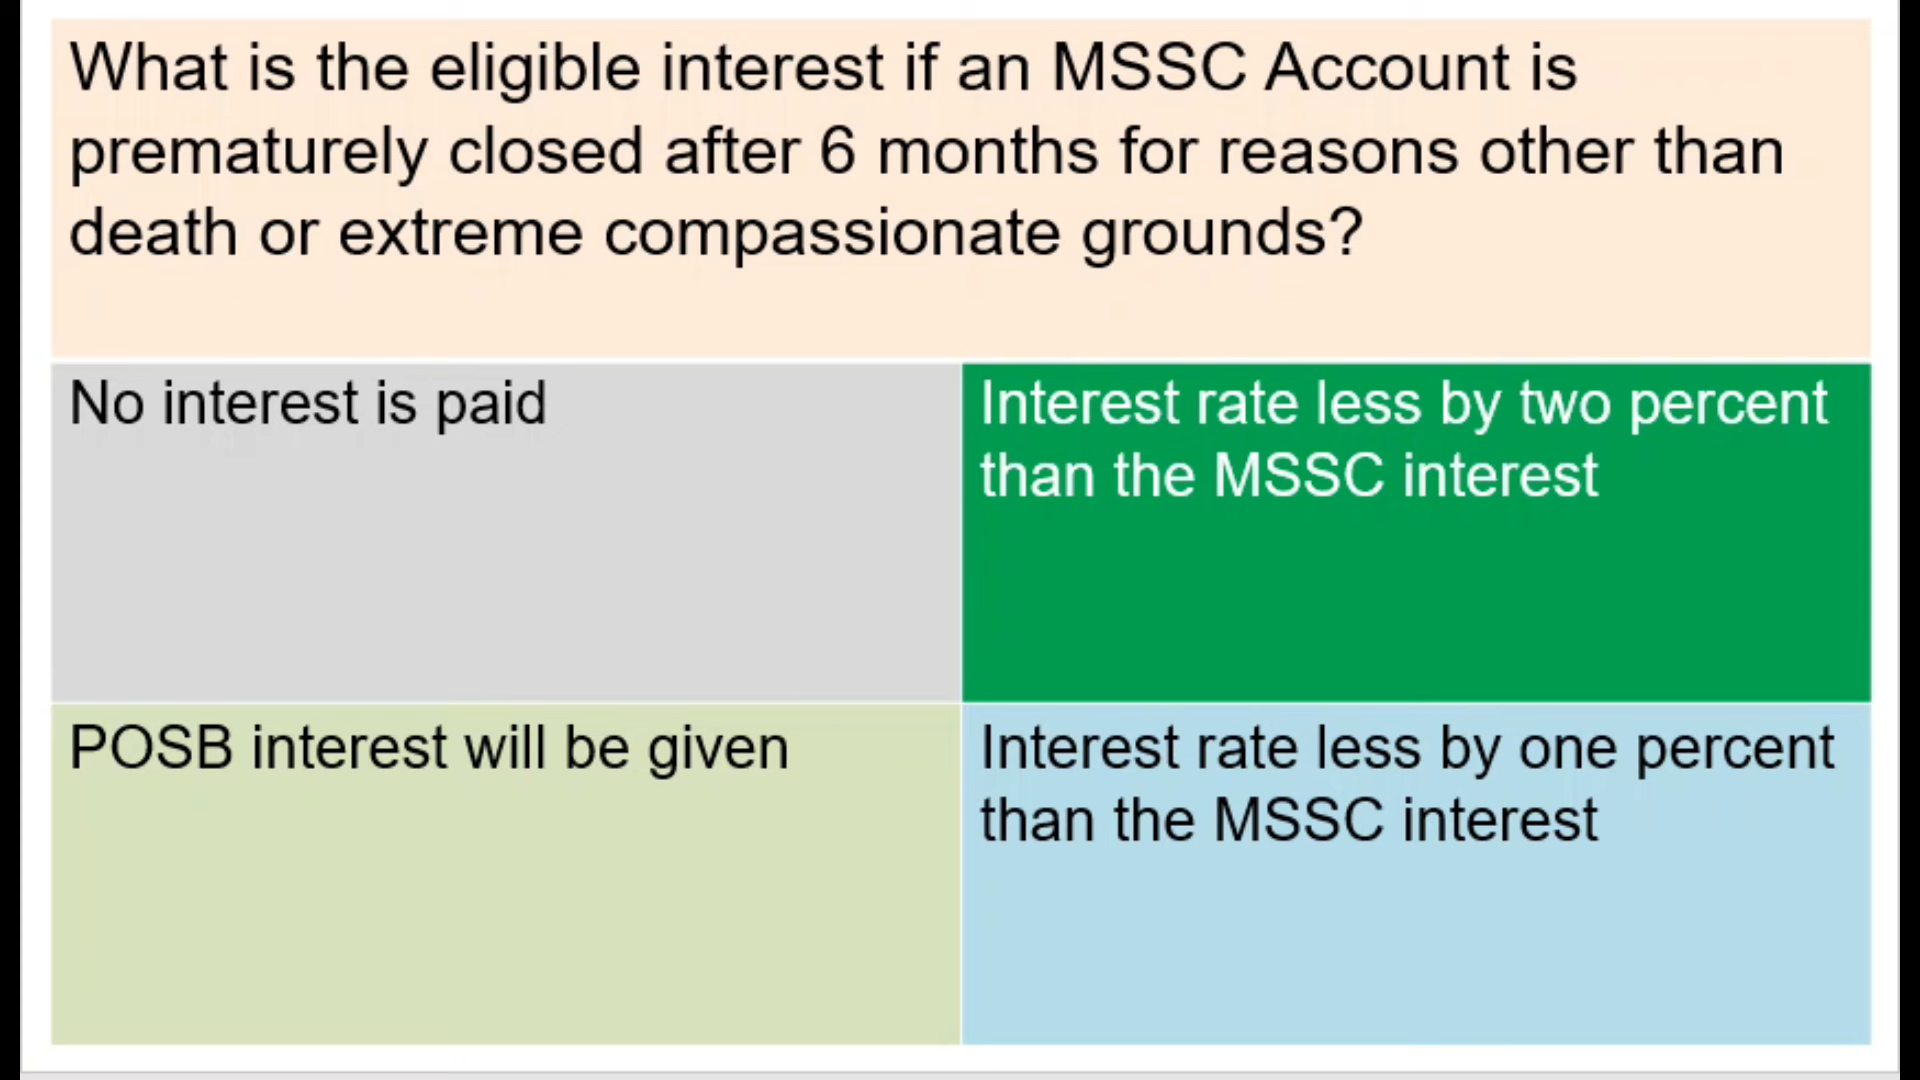 What is the eligible interest if an MSSC Account is
prematurely closed after 6 months for reasons other than
death or extreme compassionate grounds?
No interest is paid
Interest rate less by two percent
than the MSSC interest
POSB interest will be given
Interest rate less by one percent
than the MSSC interest